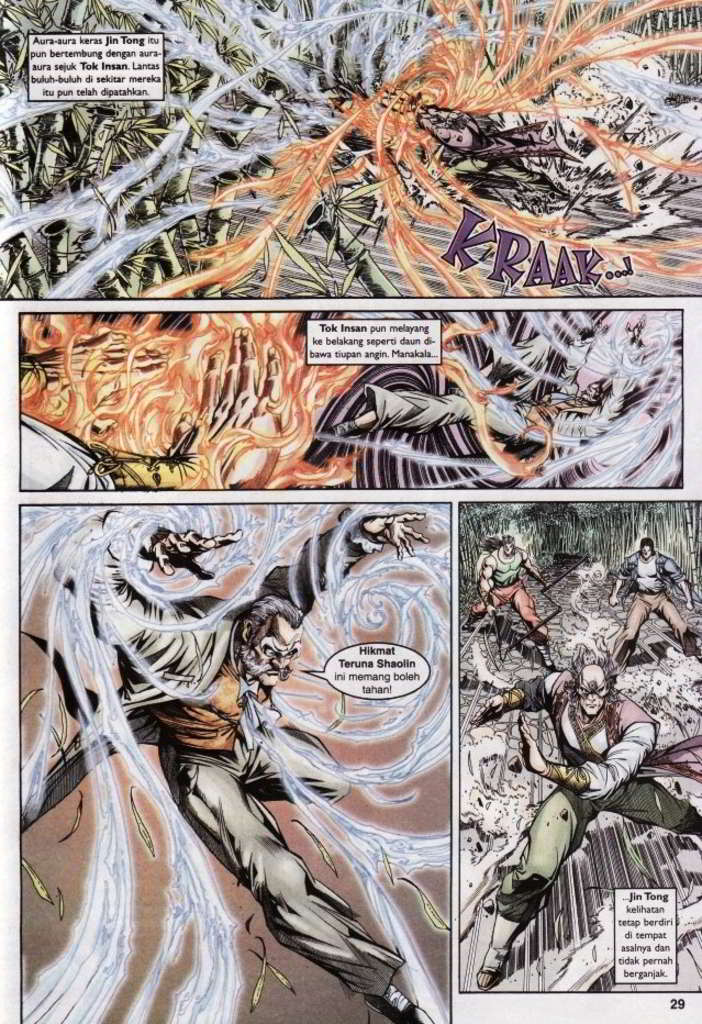 Aura-aura keras Jin Tong itu
pun bertembung dengan aura-
aura sejuk Tok Insan. Lantas
buluh-buluh di sekitar mereka
itu pun telah dipatahkan.
KRAAK...!
Tok Insan pun melayang
ke belakang seperti daun di-
bawa tiupan angin. Manakala...
Hikmat
Teruna Shaolin
ini memang boleh
tahan!
...Jin Tong
kelihatan
tetap berdiri
di tempat
asalnya dan
tidak pernah
berganjak.
29